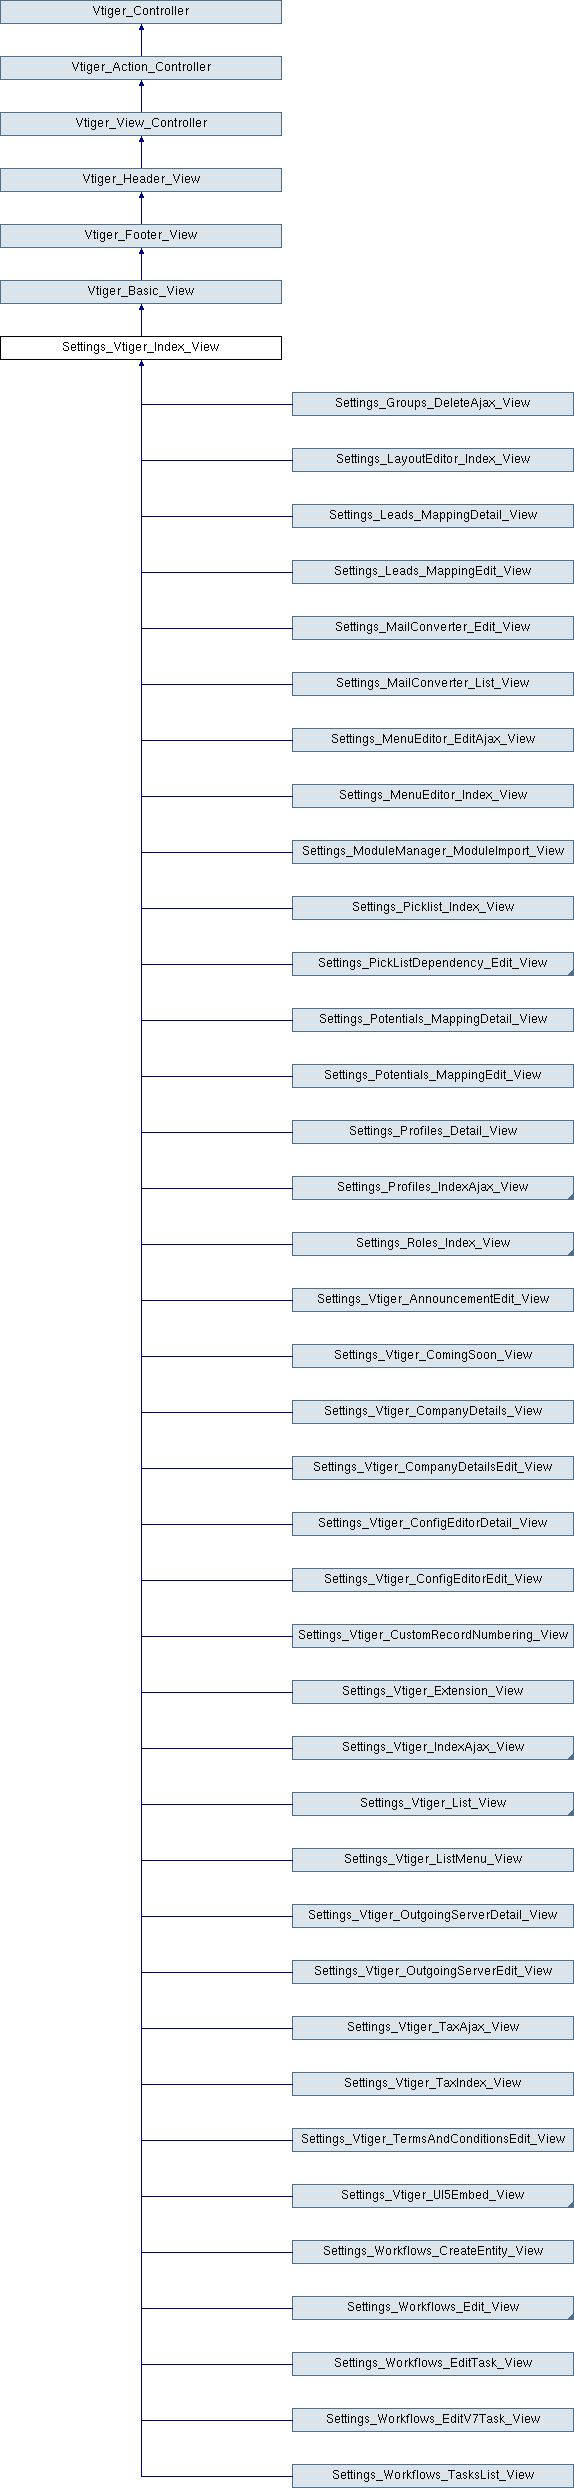 Vtiger_Controller
Vtiger_Action_Controller
Vtiger_View_Controller
Vtiger_Header_View
Vtiger_Footer_View
Vtiger_Basic_View
Settings_Vtiger_Index_View
Settings_Groups_DeleteAjax_View
Settings_LayoutEditor_Index_View
Settings_Leads_MappingDetail_View
Settings_Leads_MappingEdit_View
Settings_MailConverter_Edit_View
Settings_MailConverter_List_View
Settings_MenuEditor_EditAjax_View
Settings_MenuEditor_Index_View
Settings_ModuleManager_ModuleImport_View
Settings_Picklist_Index_View
Settings_PickListDependency_Edit_View
Settings_Potentials_MappingDetail_View
Settings_Potentials_MappingEdit_View
Settings_Profiles_Detail_View
Settings_Profiles_IndexAjax_View
Settings_Roles_Index_View
Settings_Vtiger_AnnouncementEdit_View
Settings_Vtiger_ComingSoon_View
Settings_Vtiger_CompanyDetails_View
Settings_Vtiger_CompanyDetailsEdit_View
Settings_Vtiger_ConfigEditorDetail_View
Settings_Vtiger_ConfigEditorEdit_View
Settings_Vtiger_CustomRecordNumbering_View
Settings_Vtiger_Extension_View
Settings_Vtiger_IndexAjax_View
Settings_Vtiger_List_View
Settings_Vtiger_ListMenu_View
Settings_Vtiger_OutgoingServerDetail_View
Settings_Vtiger_OutgoingServerEdit_View
Settings_Vtiger_TaxAjax_View
Settings_Vtiger_TaxIndex_View
Settings_Vtiger_TermsAndConditionsEdit_View
Settings_Vtiger_UI5Embed_View
Settings_Workflows_CreateEntity_View
Settings_Workflows_Edit_View
Settings_Workflows_EditTask_View
Settings_Workflows_EditV7Task_View
Settings_Workflows_TasksList_View